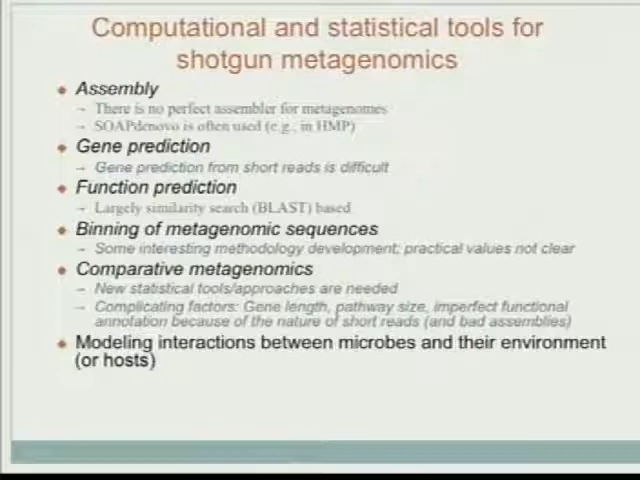 Computational and statistical tools for
shotgun metagenomics
Assembly
– There is no perfect assembler for metagenomes
– SOAPdenovo is often used (e.g., in HMP)
Gene prediction
– Gene prediction from short reads is difficult
Function prediction
– Largely similarity search (BLAST) based
Binning of metagenomic sequences
– Some interesting methodology development; practical values not clear
Comparative metagenomics
– New statistical tools/approaches are needed
– Complicating factors: Gene length, pathway size, imperfect functional
annotation because of the nature of short reads (and bad assemblies)
Modeling interactions between microbes and their environment
(or hosts)